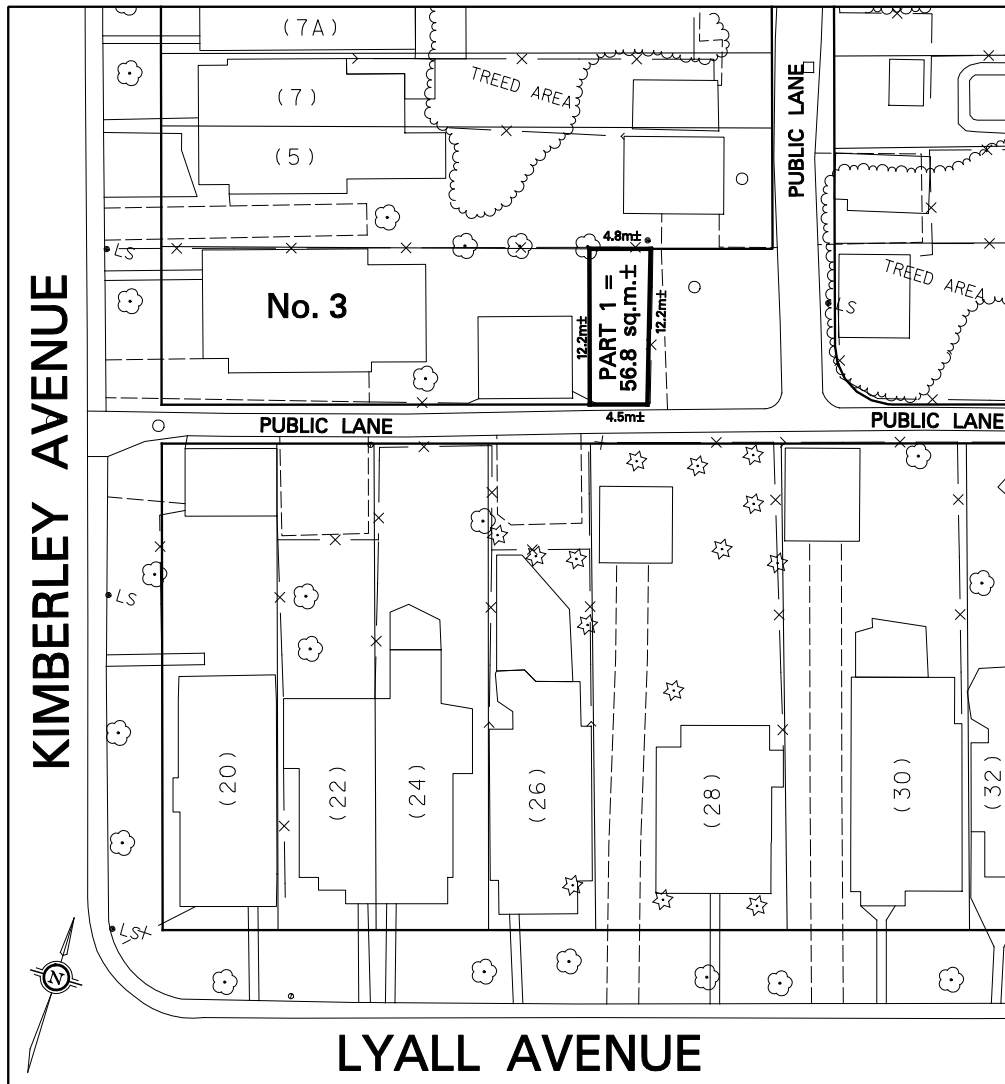 (7A)
(7)
TREED AREA
(5)
PUBLIC LANE
LS
4.8m±
No. 3
12.2m±
PART 1 =
56.8 sq.m.±
12.2m±
TREED AREA
LS
4.5m±
PUBLIC LANE
PUBLIC LANE
KIMBERLEY AVENUE
LS
(20)
(22)
(24)
(26)
(28)
(30)
(32)
LS
N
LYALL AVENUE